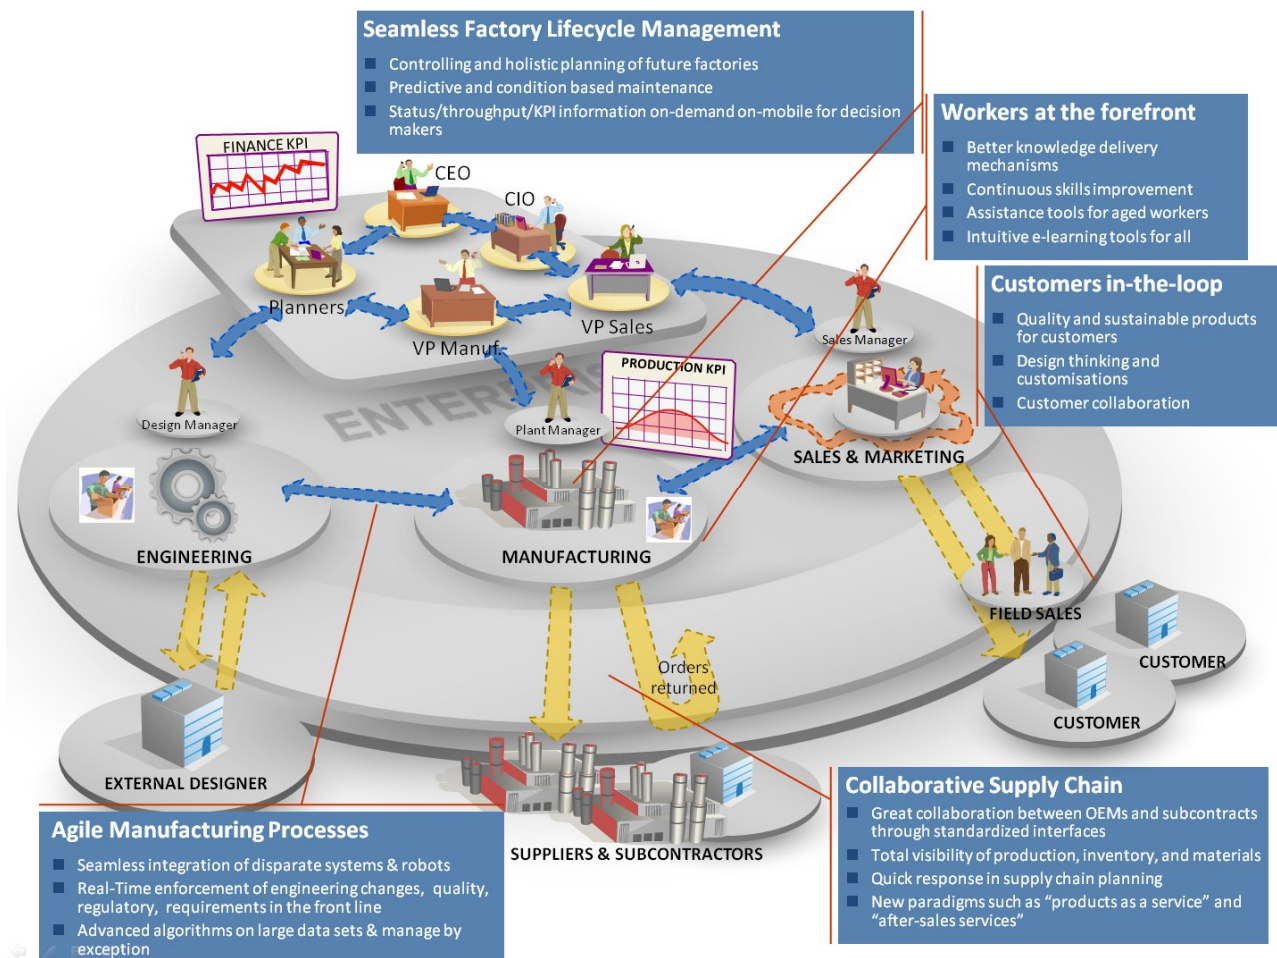 Seamless Factory Lifecycle Management
Controlling and holistic planning of future factories
Predictive and condition based maintenance
Status/throughput/KPI information on-demand on-mobile for decision
makers
Workers at the forefront
Better knowledge delivery
mechanisms
Continuous skills improvement
Assistance tools for aged workers
Intuitive e-learning tools for all
Customers in-the-loop
Quality and sustainable products
for customers
Design thinking and
customisations
Customer collaboration
FINANCE KPI
CEO
CIO
Planners
VP Manuf.
VP Sales
Sales Manager
Design Manager
ENTERPRISE
Plant Manager
PRODUCTION KPI
SALES & MARKETING
ENGINEERING
MANUFACTURING
FIELD SALES
CUSTOMER
CUSTOMER
Orders
returned
EXTERNAL DESIGNER
SUPPLIERS & SUBCONTRACTORS
Agile Manufacturing Processes
Seamless integration of disparate systems & robots
Real-Time enforcement of engineering changes, quality,
regulatory, requirements in the front line
Advanced algorithms on large data sets & manage by
exception
Collaborative Supply Chain
Great collaboration between OEMs and subcontracts
through standardized interfaces
Total visibility of production, inventory, and materials
Quick response in supply chain planning
New paradigms such as “products as a service” and
“after-sales services”